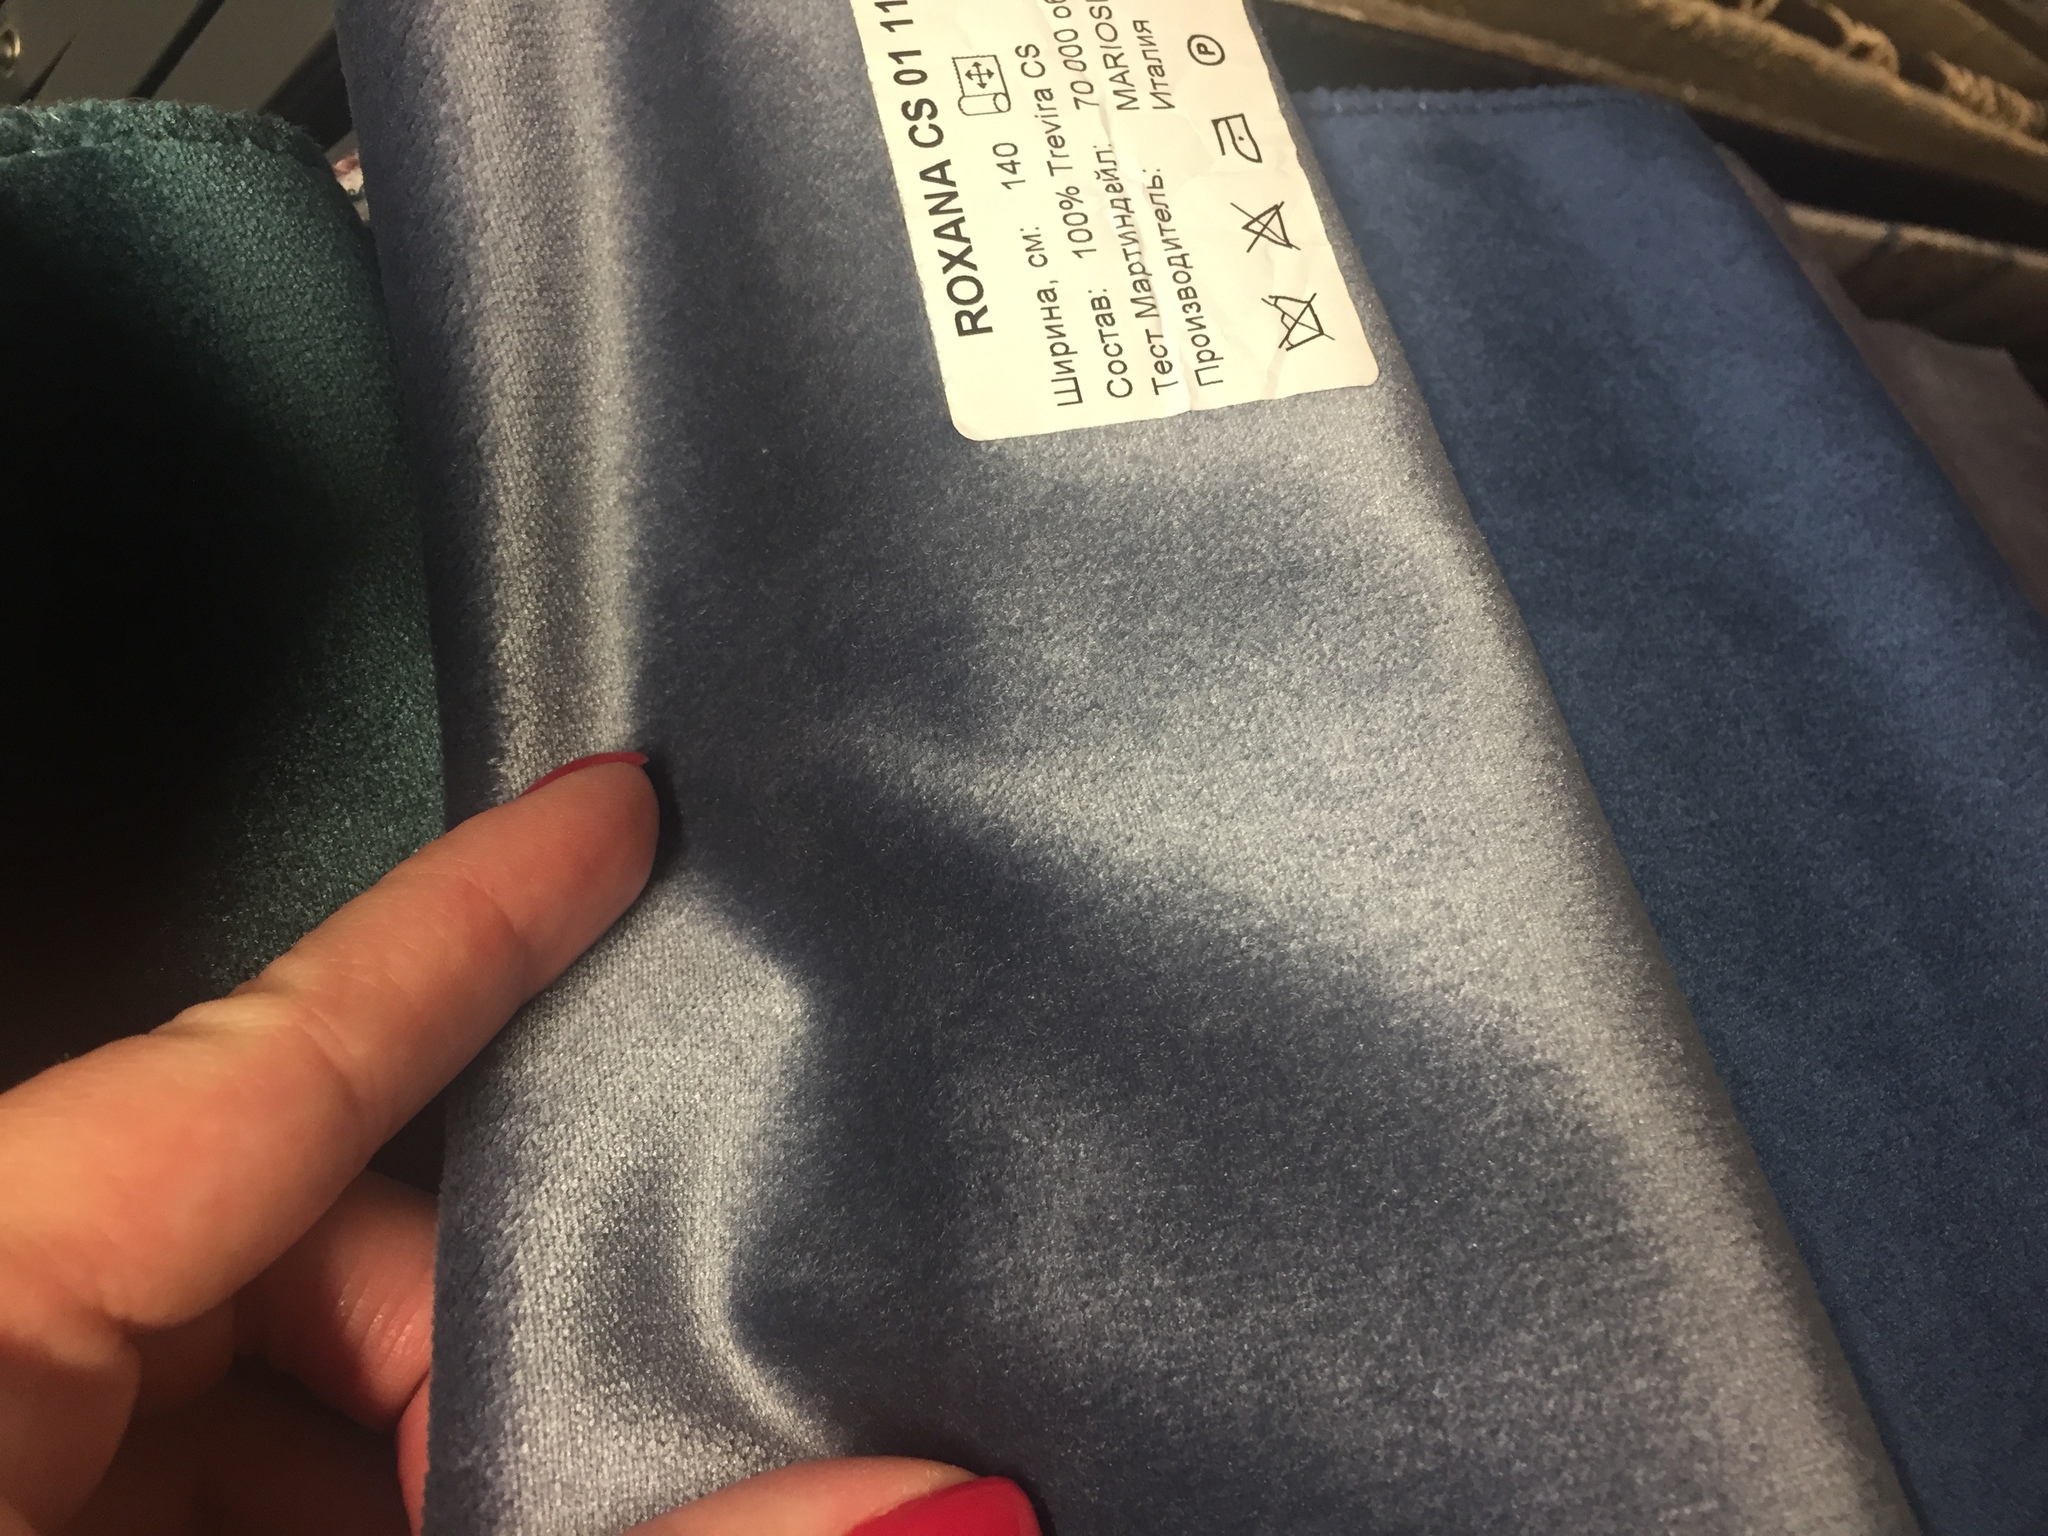 ROXANA CS 01 11
Ширина, см: 140
Состав: 100% Trevira CS
Тест Мартиндейл: 70 000
Производитель:
Италия
P